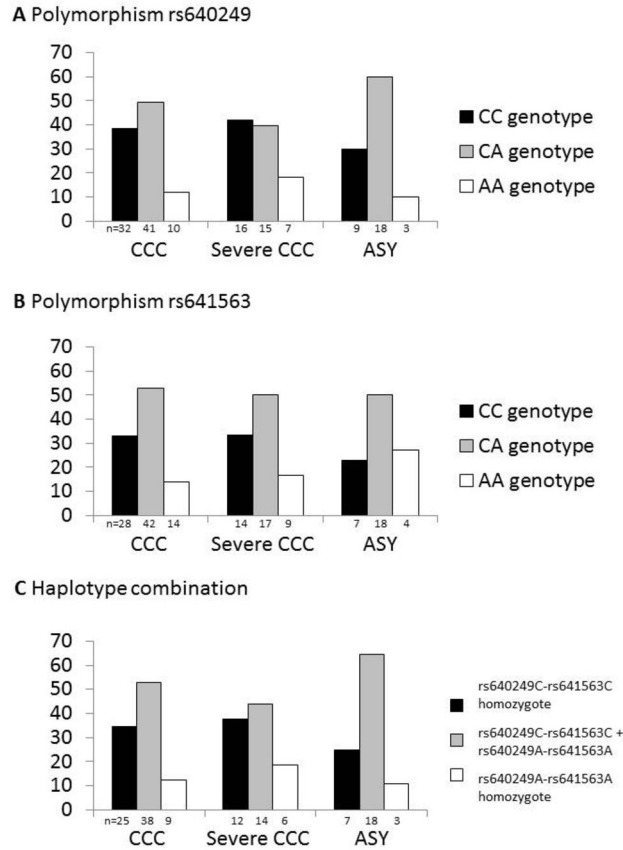 A Polymorphism rs640249
70
60
50
40
30
20
10
0
n=32 41 10 16 15 7 9 18 3
CCC Severe CCC ASY
CC genotype
CA genotype
AA genotype
B Polymorphism rs641563
70
60
50
40
30
20
10
0
n=28 42 14 14 17 9 7 18 4
CCC Severe CCC ASY
CC genotype
CA genotype
AA genotype
C Haplotype combination
70
60
50
40
30
20
10
0
n=25 38 9 12 14 6 7 18 3
CCC Severe CCC ASY
rs640249C-rs641563C
homozygote
rs640249C-rs641563C +
rs640249A-rs641563A
rs640249A-rs641563A
homozygote